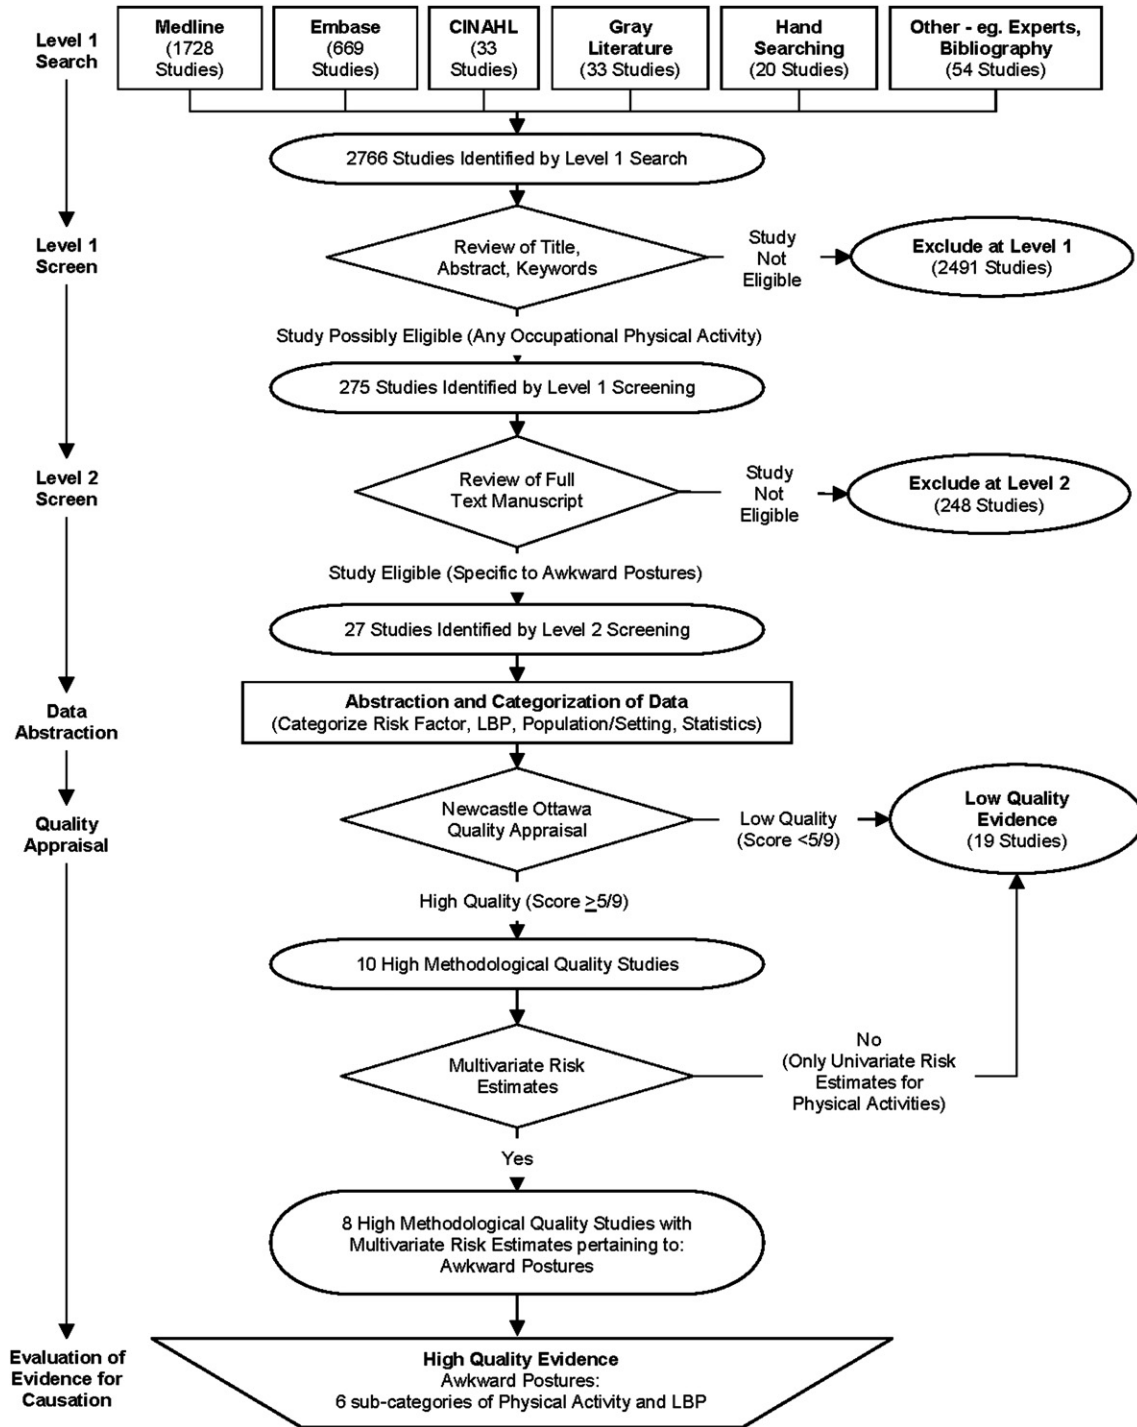 Level 1
Search
Medline
(1728
Studies)
Embase
(669
Studies)
CINAHL
(33
Studies)
Gray
Literature
(33 Studies)
Hand
Searching
(20 Studies)
Other - eg. Experts,
Bibliography
(54 Studies)
2766 Studies Identified by Level 1 Search
Level 1
Screen
Review of Title,
Abstract, Keywords
Study
Not
Eligible
Exclude at Level 1
(2491 Studies)
Study Possibly Eligible (Any Occupational Physical Activity)
275 Studies Identified by Level 1 Screening
Level 2
Screen
Review of Full
Text Manuscript
Study
Not
Eligible
Exclude at Level 2
(248 Studies)
Study Eligible (Specific to Awkward Postures)
27 Studies Identified by Level 2 Screening
Data
Abstraction
Abstraction and Categorization of Data
(Categorize Risk Factor, LBP, Population/Setting, Statistics)
Quality
Appraisal
Newcastle Ottawa
Quality Appraisal
Low Quality
(Score <5/9)
Low Quality
Evidence
(19 Studies)
High Quality (Score ≥5/9)
10 High Methodological Quality Studies
Multivariate Risk
Estimates
No
(Only Univariate Risk
Estimates for
Physical Activities)
Yes
8 High Methodological Quality Studies with
Multivariate Risk Estimates pertaining to:
Awkward Postures
Evaluation of
Evidence for
Causation
High Quality Evidence
Awkward Postures:
6 sub-categories of Physical Activity and LBP